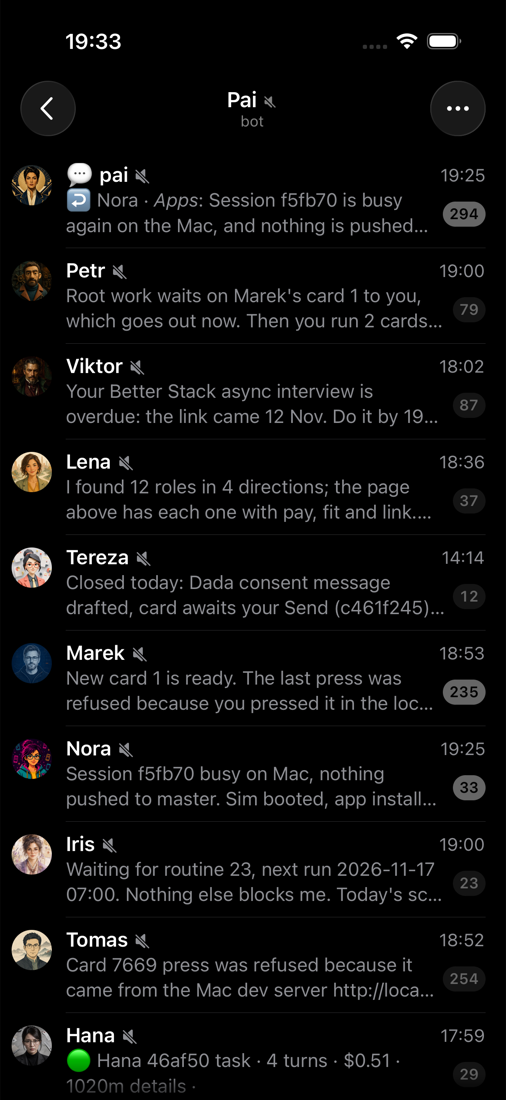 19:33
Pai
bot
💬 pai
19:25
↩️ Nora · Apps: Session f5fb70 is busy
again on the Mac, and nothing is pushed...
294
Petr
19:00
Root work waits on Marek's card 1 to you,
which goes out now. Then you run 2 cards...
79
Viktor
18:02
Your Better Stack async interview is
overdue: the link came 12 Nov. Do it by 19...
87
Lena
18:36
I found 12 roles in 4 directions; the page
above has each one with pay, fit and link....
37
Tereza
14:14
Closed today: Dada consent message
drafted, card awaits your Send (c461f245)...
12
Marek
18:53
New card 1 is ready. The last press was
refused because you pressed it in the loc...
235
Nora
19:25
Session f5fb70 busy on Mac, nothing
pushed to master. Sim booted, app install...
33
Iris
19:00
Waiting for routine 23, next run 2026-11-17
07:00. Nothing else blocks me. Today's sc...
23
Tomas
18:52
Card 7669 press was refused because it
came from the Mac dev server http://loca...
254
Hana
17:59
🟢 Hana 46af50 task · 4 turns · $0.51 ·
1020m details ·
29